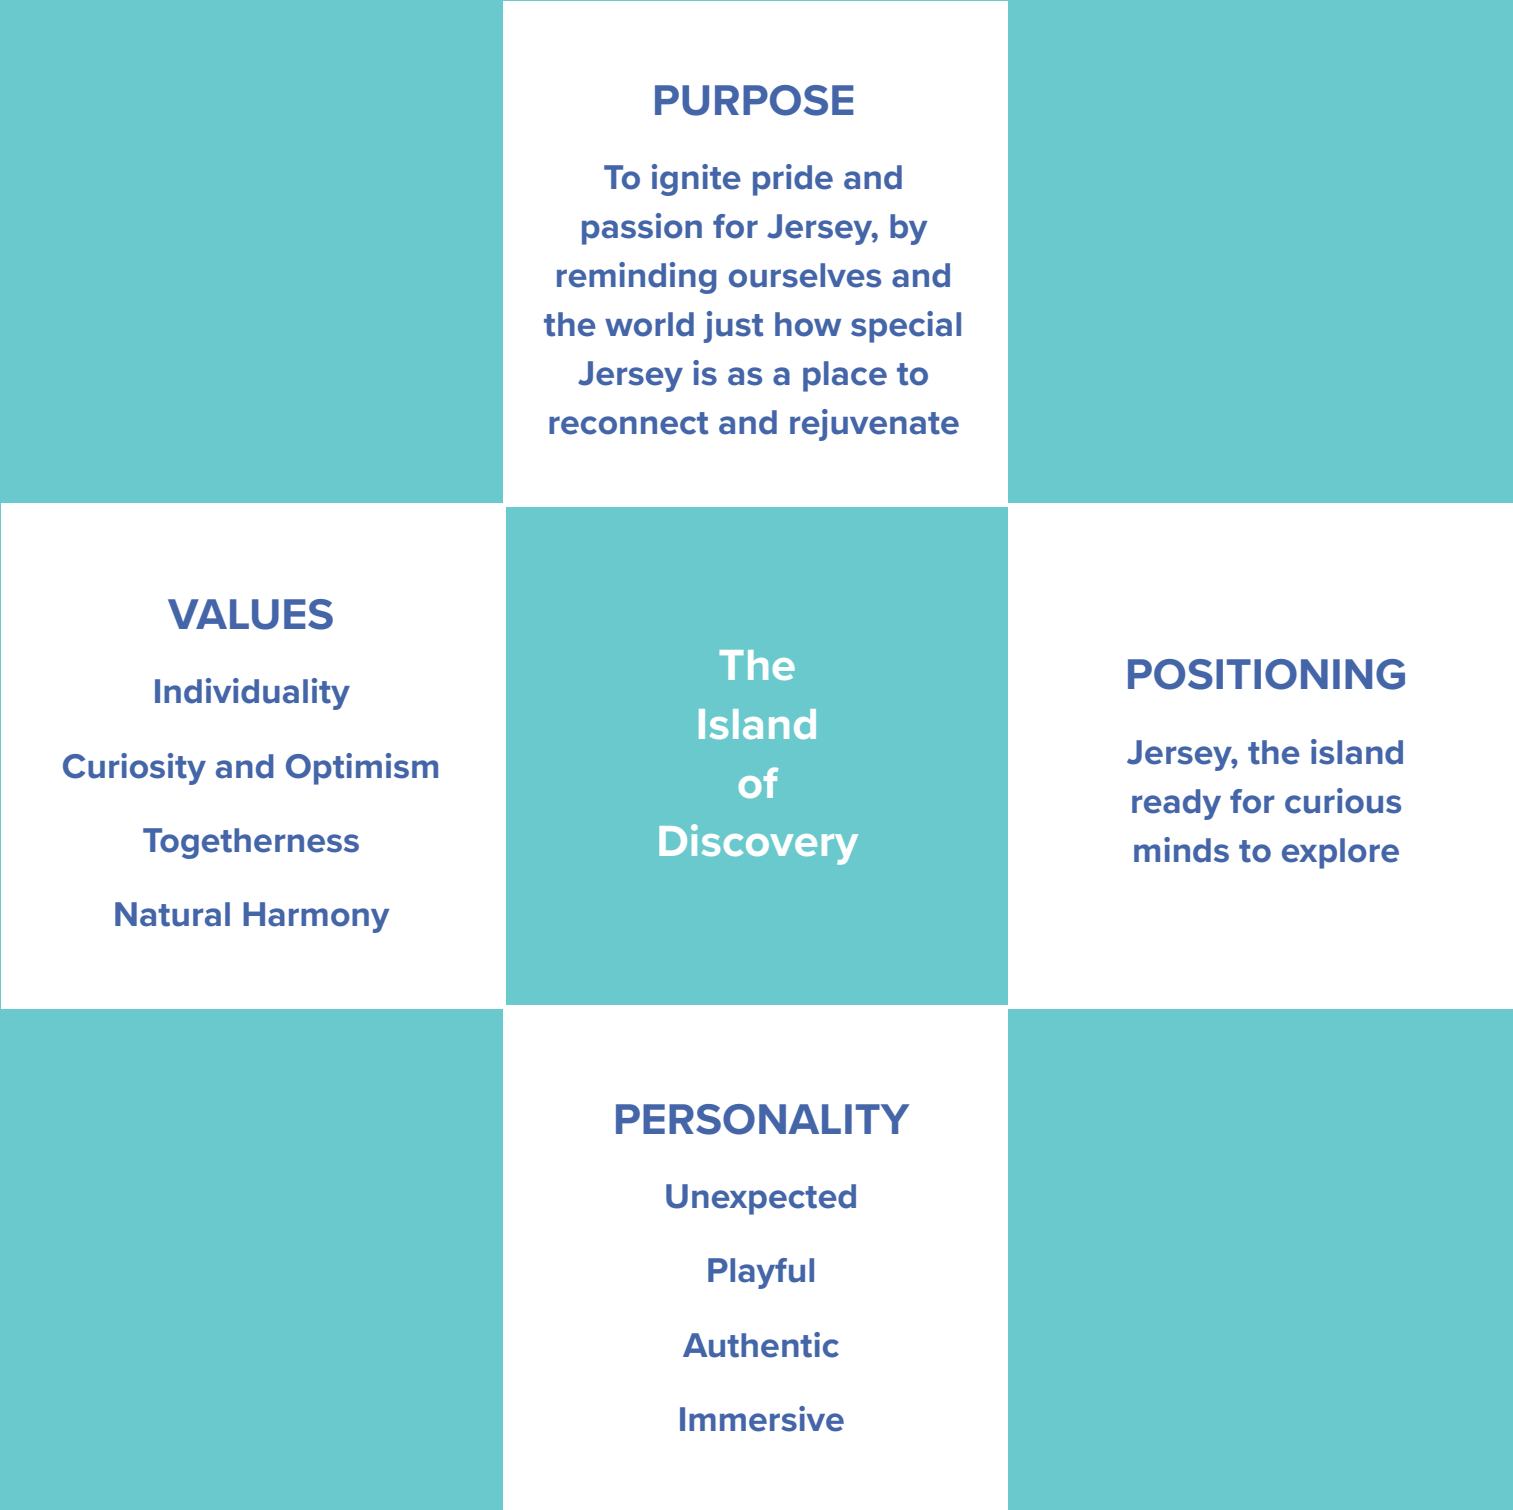 PURPOSE
To ignite pride and
passion for Jersey, by
reminding ourselves and
the world just how special
Jersey is as a place to
reconnect and rejuvenate
VALUES
Individuality
Curiosity and Optimism
Togetherness
Natural Harmony
The
Island
of
Discovery
POSITIONING
Jersey, the island
ready for curious
minds to explore
PERSONALITY
Unexpected
Playful
Authentic
Immersive